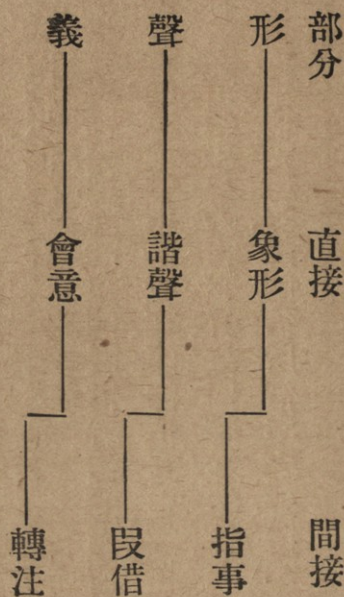 部分 直接 間接
形 象形 指事
聲 諧聲 叚借
義 會意 轉注